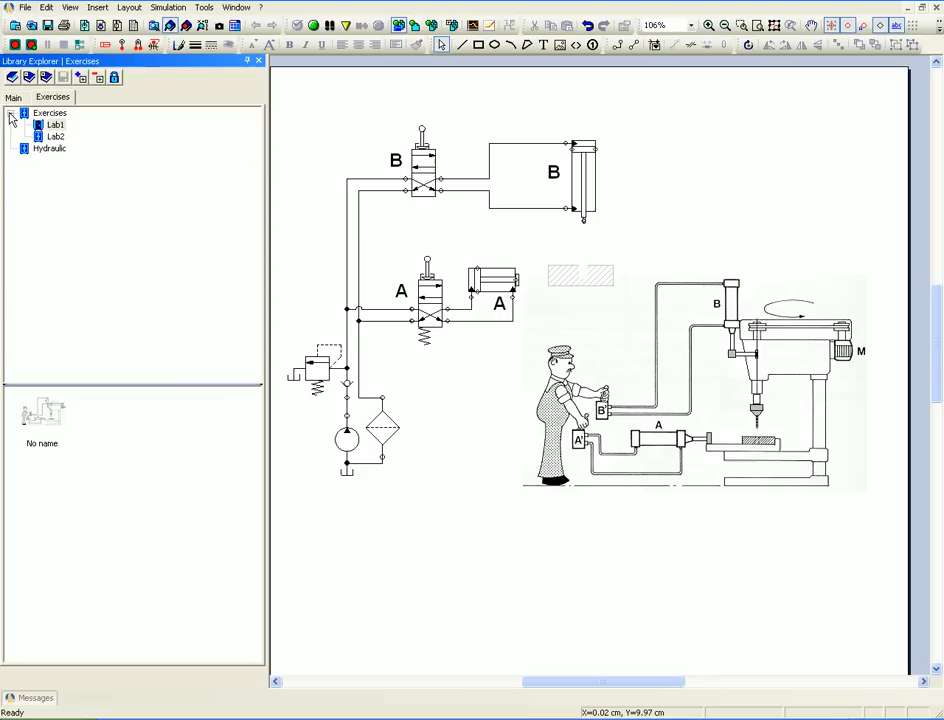 File Edit View Insert Layout Simulation Tools Window ?
106%
B I U
T
Library Explorer | Exercises
Main Exercises
Exercises
Lab1
Lab2
Hydraulic
No name
B
B
A
A
B
M
B'
A
A'
Messages
Ready
X=0.02 cm, Y=9.97 cm